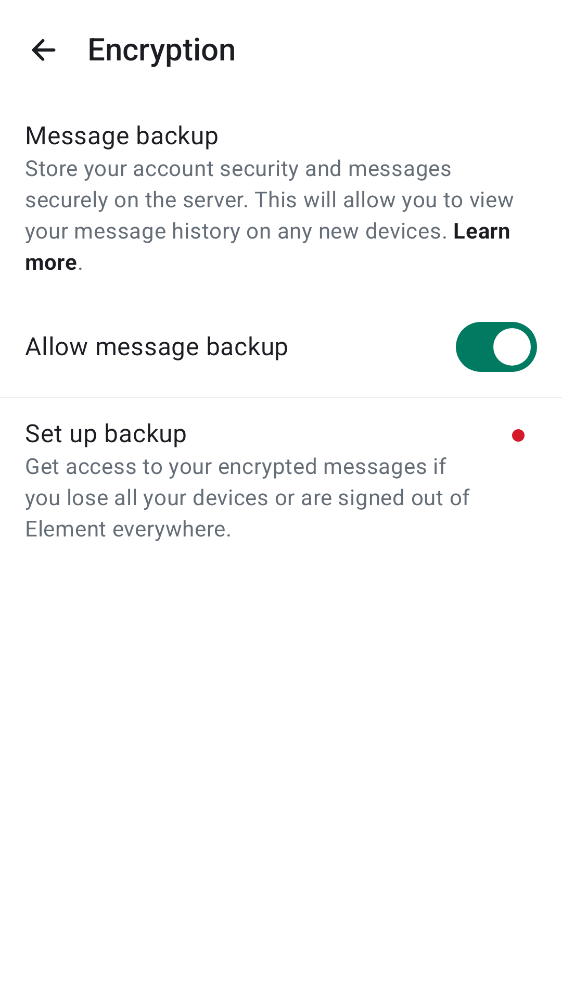 Encryption
Message backup
Store your account security and messages
securely on the server. This will allow you to view
your message history on any new devices. Learn
more.
Allow message backup
Set up backup
Get access to your encrypted messages if
you lose all your devices or are signed out of
Element everywhere.